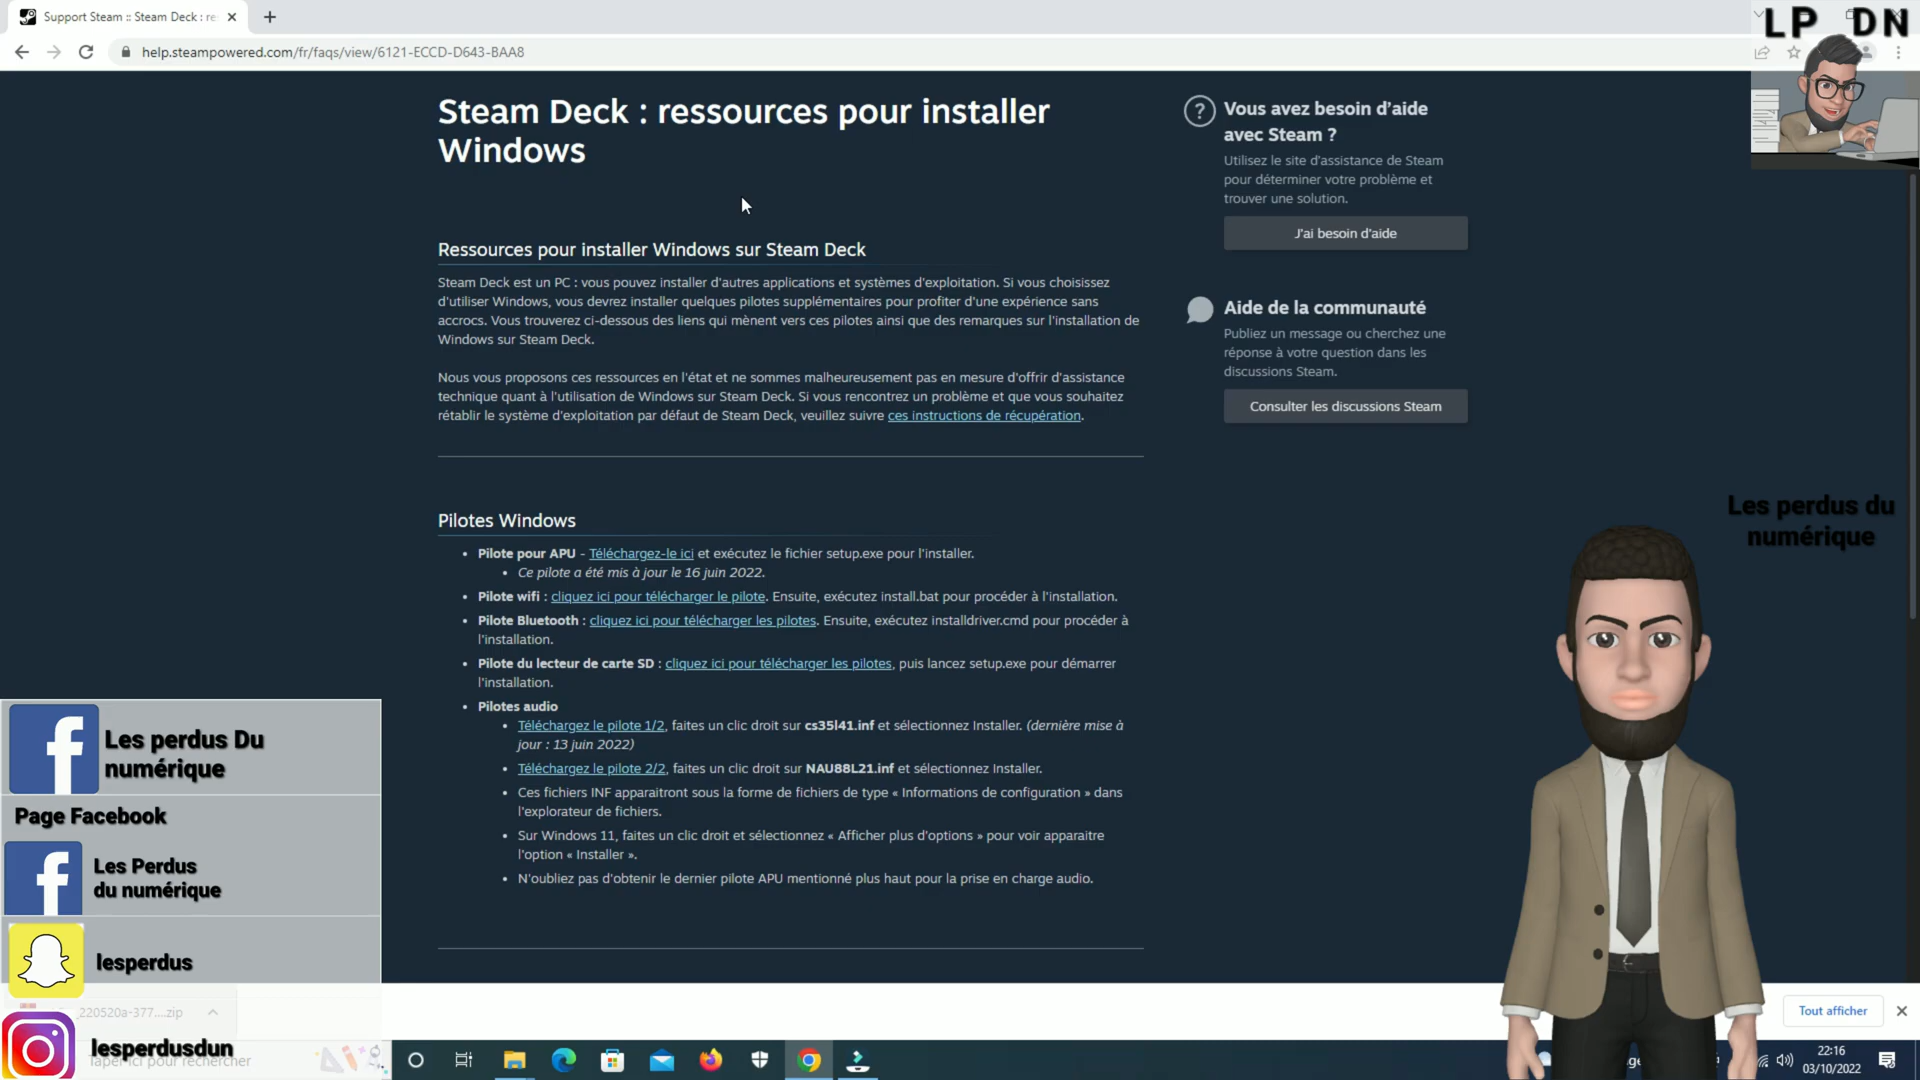 Support Steam :: Steam Deck : re
LP DN
help.steampowered.com/fr/faqs/view/6121-ECCD-D643-BAA8
Steam Deck : ressources pour installer
Windows
Ressources pour installer Windows sur Steam Deck
Steam Deck est un PC : vous pouvez installer d'autres applications et systèmes d'exploitation. Si vous choisissez
d'utiliser Windows, vous devrez installer quelques pilotes supplémentaires pour profiter d'une expérience sans
accrocs. Vous trouverez ci-dessous des liens qui mènent vers ces pilotes ainsi que des remarques sur l'installation de
Windows sur Steam Deck.
Nous vous proposons ces ressources en l'état et ne sommes malheureusement pas en mesure d'offrir d'assistance
technique quant à l'utilisation de Windows sur Steam Deck. Si vous rencontrez un problème et que vous souhaitez
rétablir le système d'exploitation par défaut de Steam Deck, veuillez suivre ces instructions de récupération.
Pilotes Windows
• Pilote pour APU - Téléchargez-le ici et exécutez le fichier setup.exe pour l'installer.
• Ce pilote a été mis à jour le 16 juin 2022.
• Pilote wifi : cliquez ici pour télécharger le pilote. Ensuite, exécutez install.bat pour procéder à l'installation.
• Pilote Bluetooth : cliquez ici pour télécharger les pilotes. Ensuite, exécutez installdriver.cmd pour procéder à
l'installation.
• Pilote du lecteur de carte SD : cliquez ici pour télécharger les pilotes, puis lancez setup.exe pour démarrer
l'installation.
• Pilotes audio
• Téléchargez le pilote 1/2, faites un clic droit sur cs35l41.inf et sélectionnez Installer. (dernière mise à
jour : 13 juin 2022)
• Téléchargez le pilote 2/2, faites un clic droit sur NAU88L21.inf et sélectionnez Installer.
• Ces fichiers INF apparaitront sous la forme de fichiers de type « Informations de configuration » dans
l'explorateur de fichiers.
• Sur Windows 11, faites un clic droit et sélectionnez « Afficher plus d'options » pour voir apparaitre
l'option « Installer ».
• N'oubliez pas d'obtenir le dernier pilote APU mentionné plus haut pour la prise en charge audio.
Vous avez besoin d'aide
avec Steam ?
Utilisez le site d'assistance de Steam
pour déterminer votre problème et
trouver une solution.
J'ai besoin d'aide
Aide de la communauté
Publiez un message ou cherchez une
réponse à votre question dans les
discussions Steam.
Consulter les discussions Steam
Les perdus du
numérique
Les perdus Du
numérique
Page Facebook
Les Perdus
du numérique
lesperdus
_220520a-377....zip
lesperdusdun
Taper ici pour rechercher
Tout afficher
22:16
03/10/2022